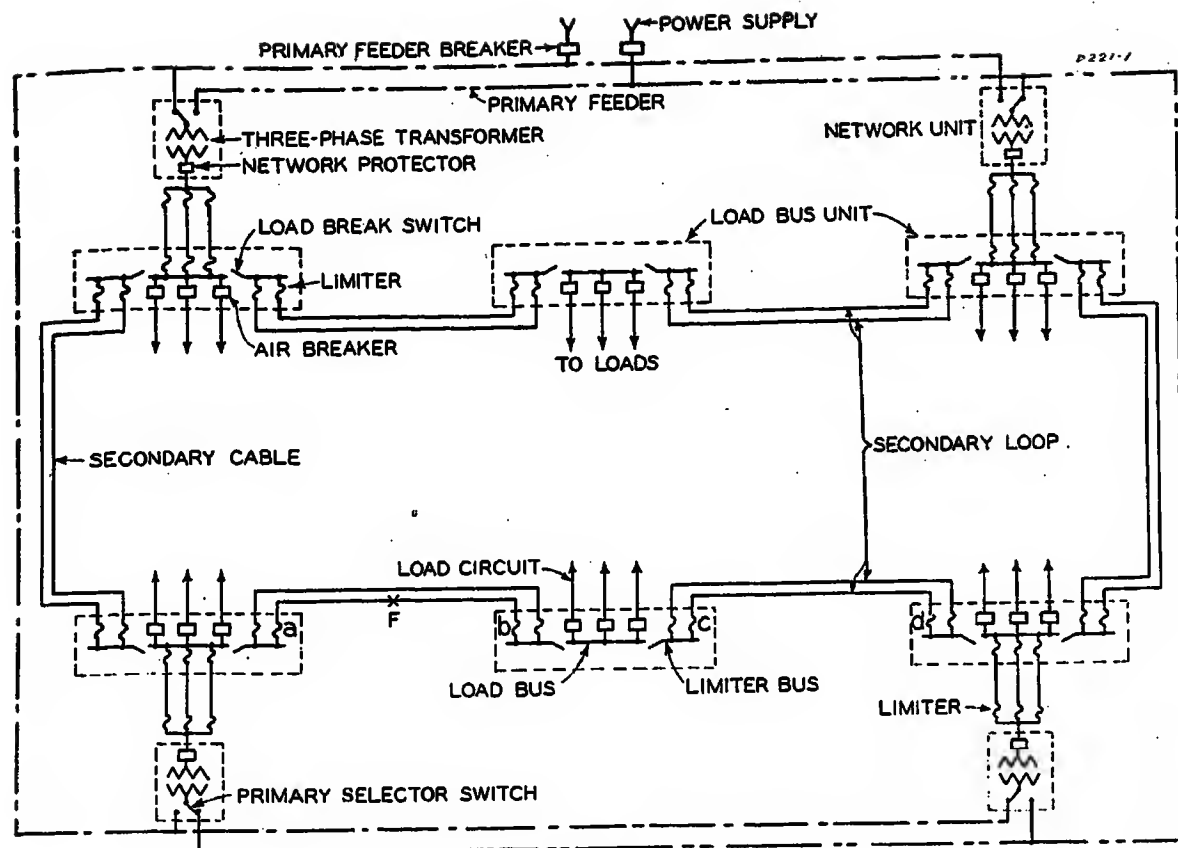 POWER SUPPLY
PRIMARY FEEDER BREAKER
D221-1
PRIMARY FEEDER
THREE-PHASE TRANSFORMER
NETWORK UNIT
NETWORK PROTECTOR
LOAD BREAK SWITCH
LOAD BUS UNIT
LIMITER
AIR BREAKER
TO LOADS
SECONDARY CABLE
SECONDARY LOOP.
LOAD CIRCUIT
a
F
b
c
d
LOAD BUS
LIMITER BUS
LIMITER
PRIMARY SELECTOR SWITCH